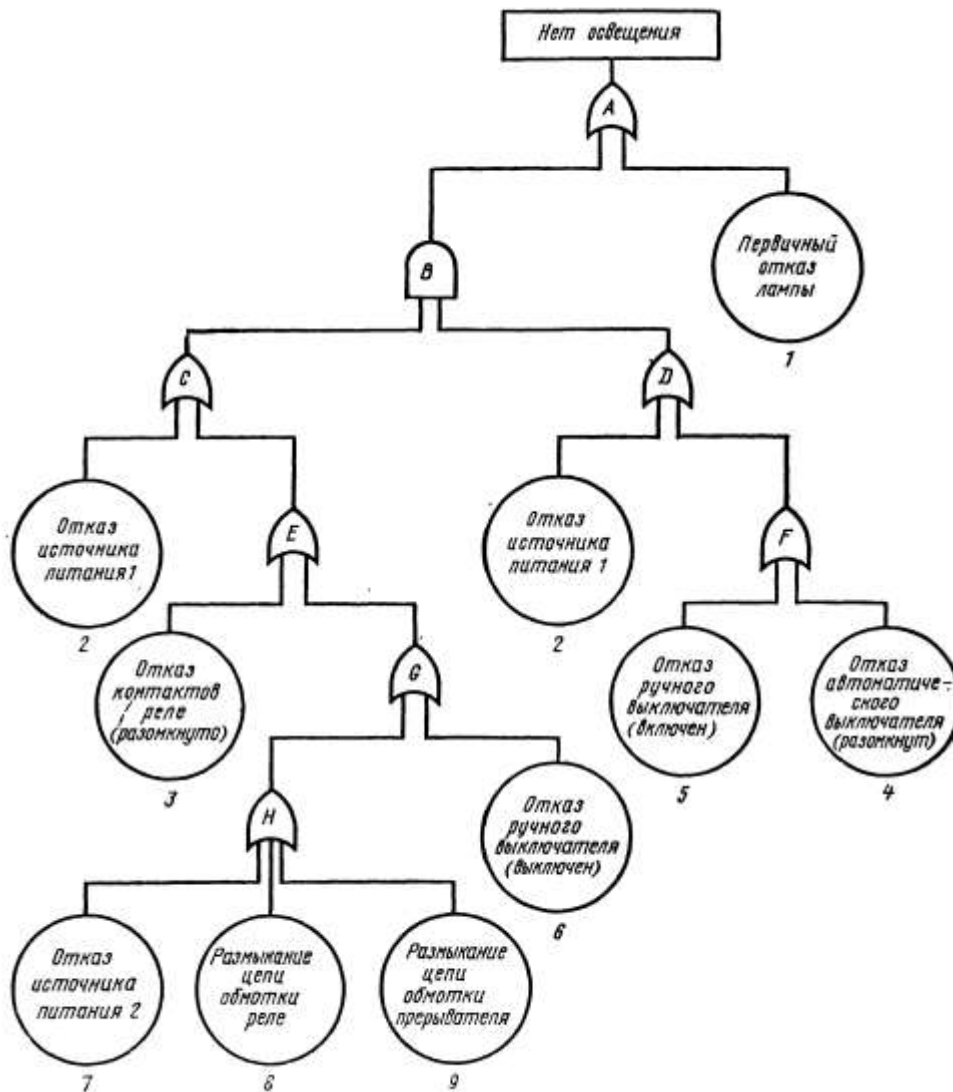 Нет освещения
A
Первичный
отказ
лампы
1
B
C
D
Отказ
источника
питания 1
2
E
Отказ
источника
питания 1
2
F
Отказ
контактов
реле
(разомкнуто)
3
G
Отказ
ручного
выключателя
(включен)
5
Отказ
автоматиче-
ского
выключателя
(разомкнут)
4
H
Отказ
ручного
выключателя
(выключен)
6
Отказ
источника
питания 2
7
Размыкание
цепи
обмотки
реле
8
Размыкание
цепи
обмотки
прерывателя
9